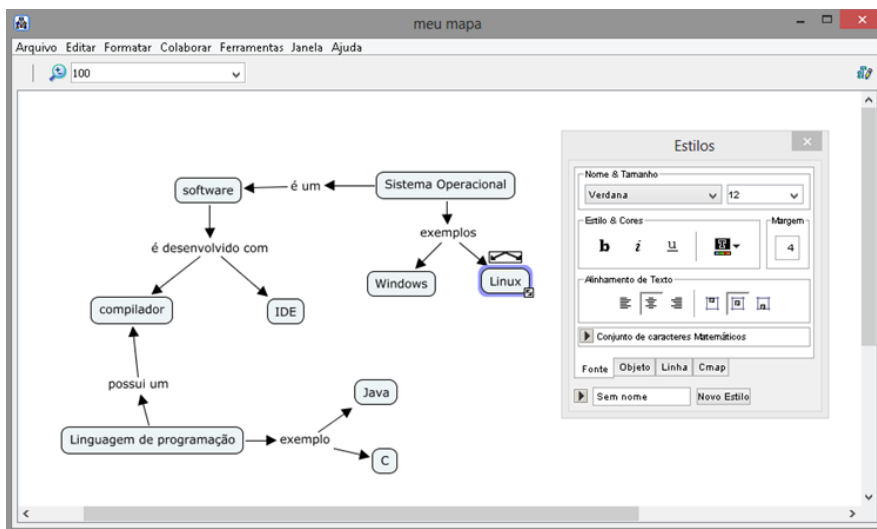 meu mapa
Arquivo Editar Formatar Colaborar Ferramentas Janela Ajuda
100
software
é um
Sistema Operacional
é desenvolvido com
exemplos
Windows
Linux
compilador
IDE
possui um
Java
Linguagem de programação
exemplo
C
Estilos
Nome & Tamanho
Verdana
12
Estilo & Cores
Margem
b i u
T
4
Alinhamento de Texto
Conjunto de caracteres Matemáticos
Fonte Objeto Linha Cmap
Sem nome
Novo Estilo